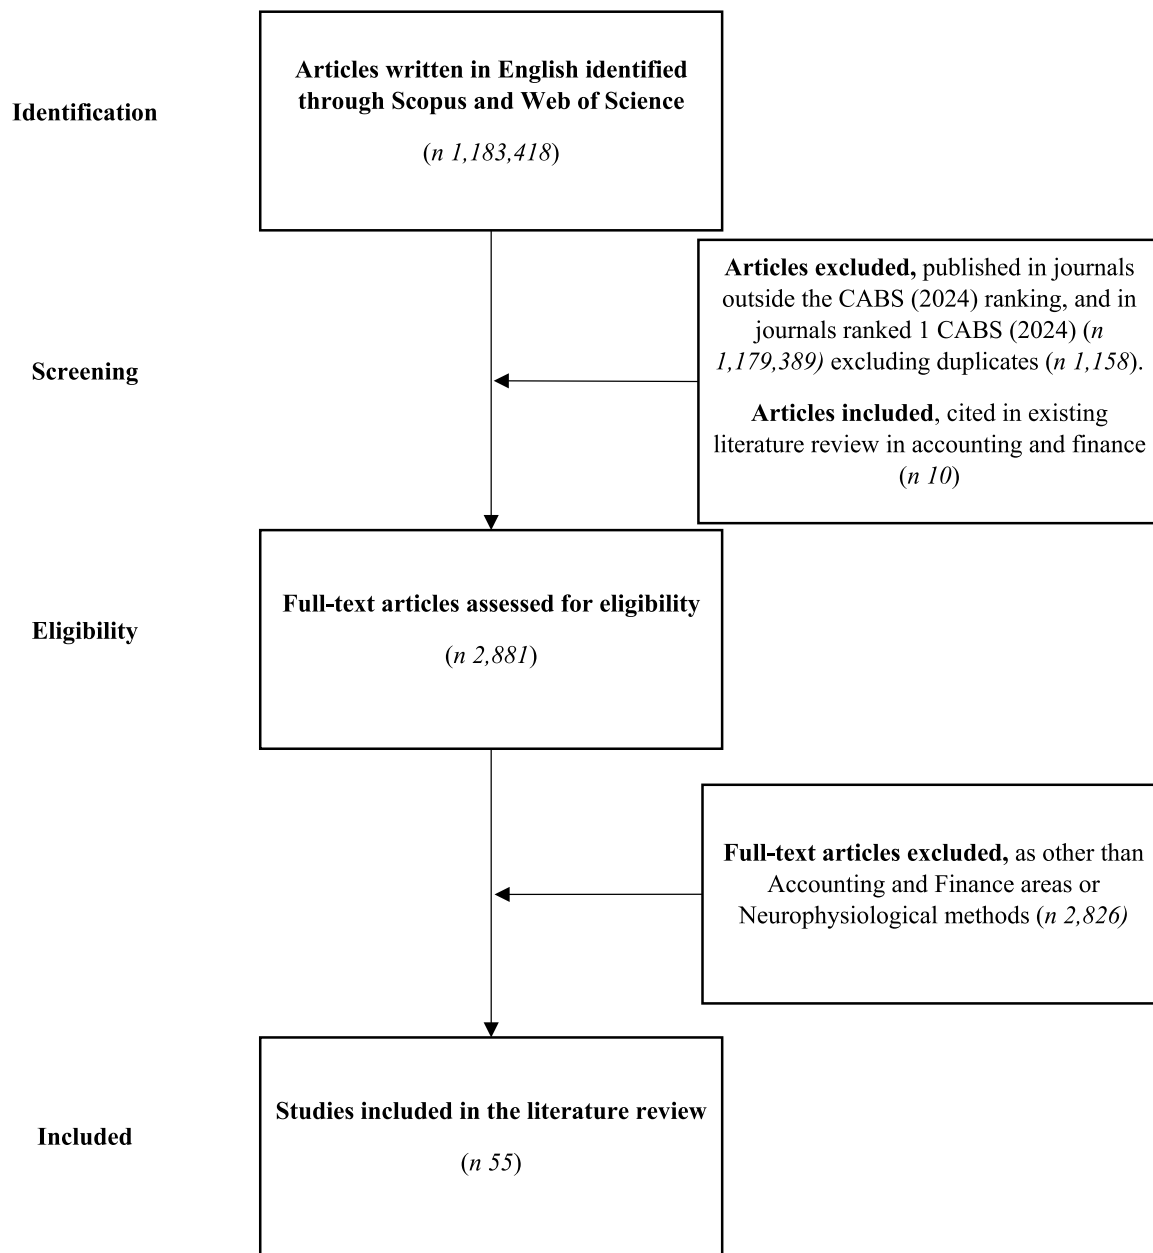 Identification
Articles written in English identified
through Scopus and Web of Science
(n 1,183,418)
Screening
Articles excluded, published in journals
outside the CABS (2024) ranking, and in
journals ranked 1 CABS (2024) (n
1,179,389) excluding duplicates (n 1,158).
Articles included, cited in existing
literature review in accounting and finance
(n 10)
Eligibility
Full-text articles assessed for eligibility
(n 2,881)
Full-text articles excluded, as other than
Accounting and Finance areas or
Neurophysiological methods (n 2,826)
Included
Studies included in the literature review
(n 55)